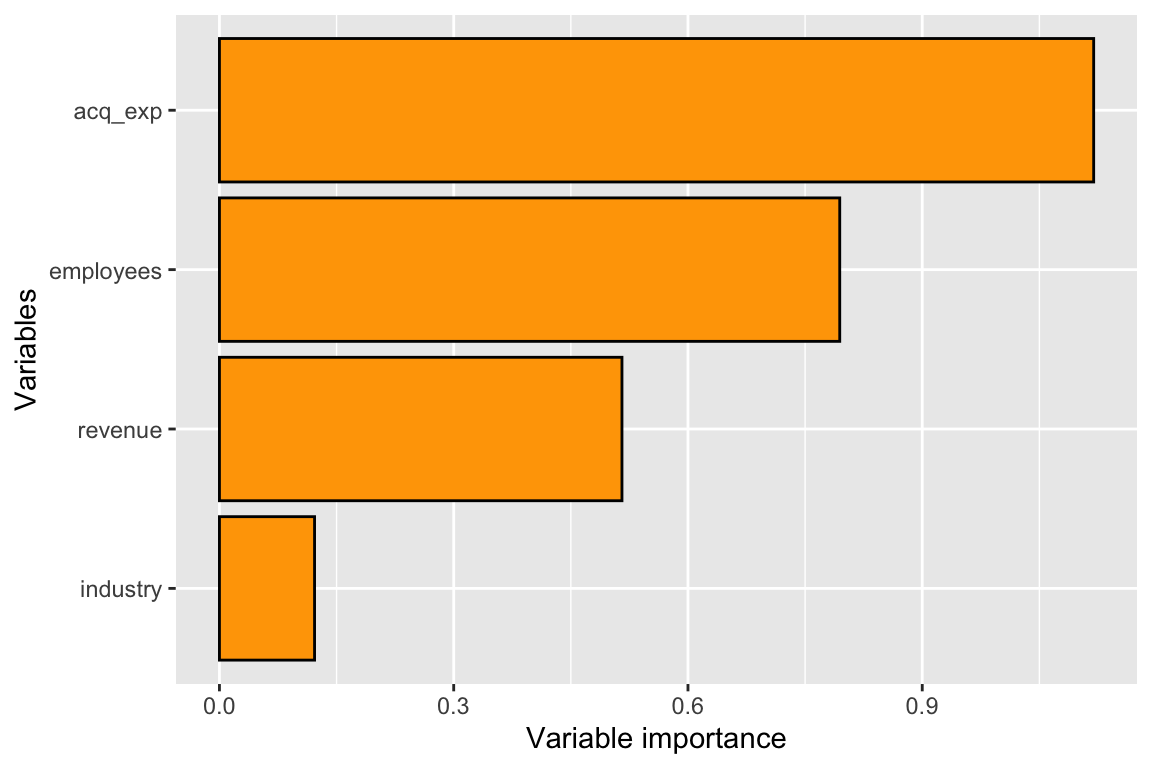 acq_exp
employees
revenue
industry
Variables
0.0 0.3 0.6 0.9
Variable importance